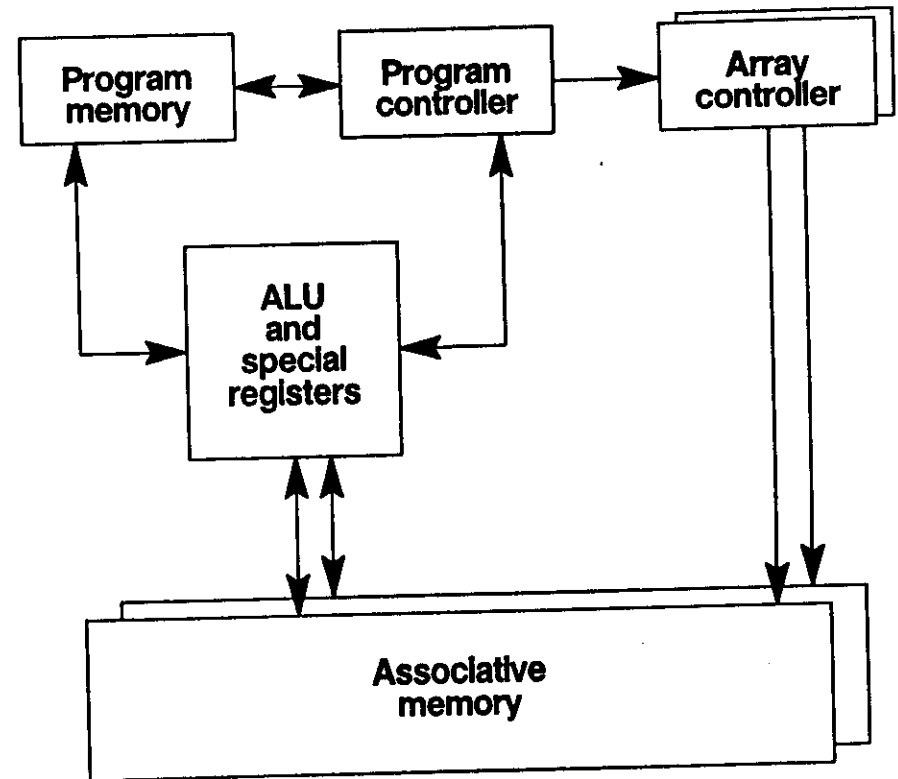 Program
memory
Program
controller
Array
controller
ALU
and
special
registers
Associative
memory